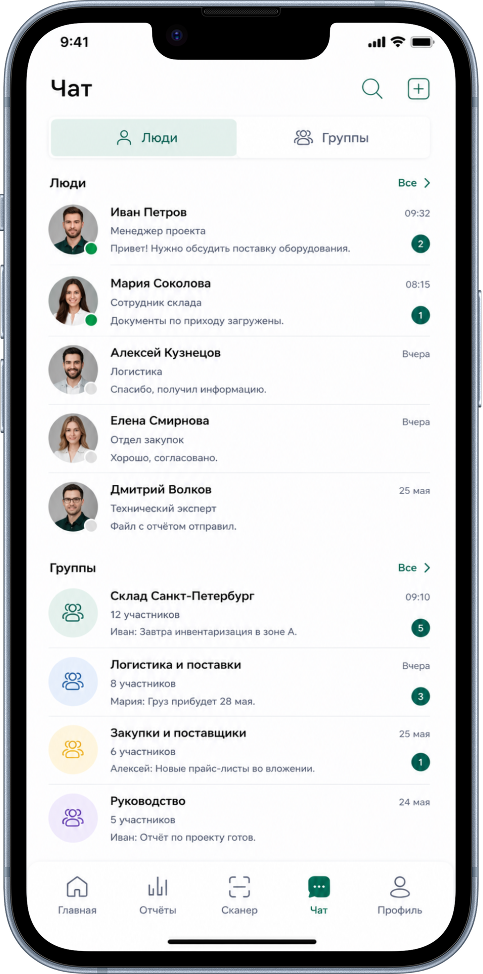 9:41
Чат
Люди
Группы
Люди
Все
Иван Петров
09:32
Менеджер проекта
Привет! Нужно обсудить поставку оборудования.
2
Мария Соколова
08:15
Сотрудник склада
Документы по приходу загружены.
1
Алексей Кузнецов
Вчера
Логистика
Спасибо, получил информацию.
Елена Смирнова
Вчера
Отдел закупок
Хорошо, согласовано.
Дмитрий Волков
25 мая
Технический эксперт
Файл с отчётом отправил.
Группы
Все
Склад Санкт-Петербург
09:10
12 участников
Иван: Завтра инвентаризация в зоне А.
5
Логистика и поставки
Вчера
8 участников
Мария: Груз прибудет 28 мая.
3
Закупки и поставщики
25 мая
6 участников
Алексей: Новые прайс-листы во вложении.
1
Руководство
24 мая
5 участников
Иван: Отчёт по проекту готов.
Главная
Отчёты
Сканер
Чат
Профиль